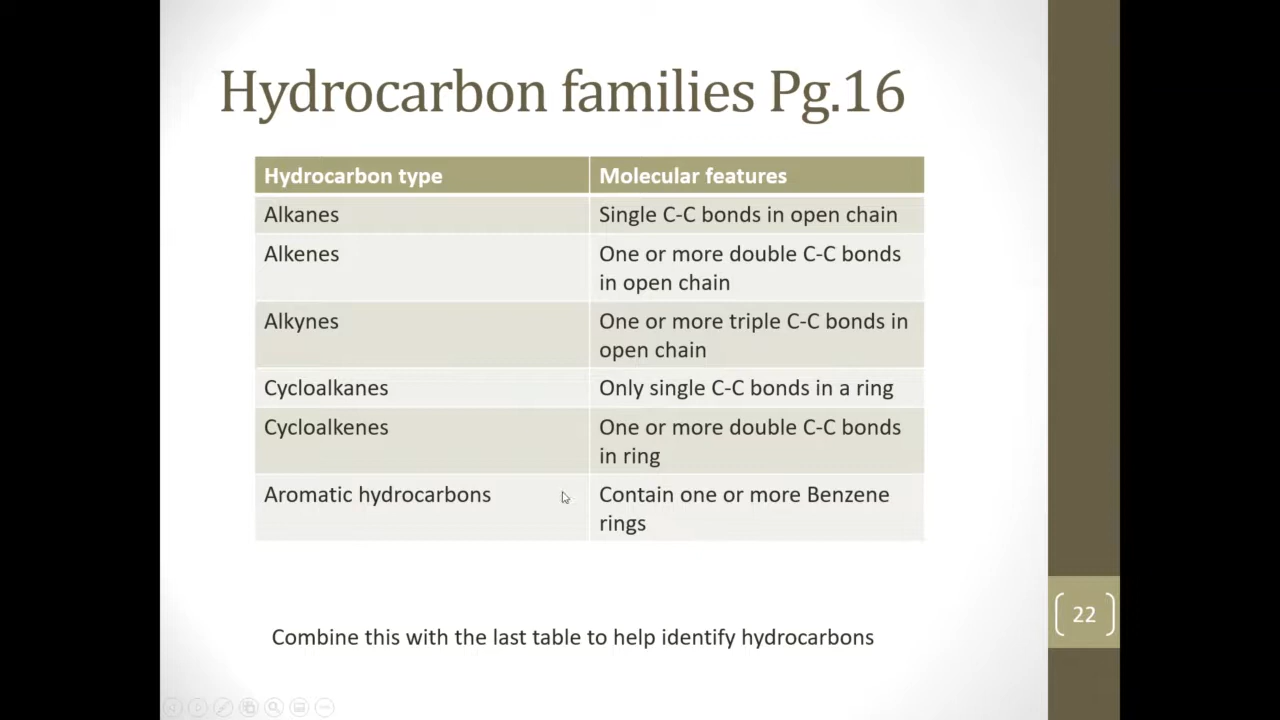 Hydrocarbon families Pg.16
Hydrocarbon type
Molecular features
Alkanes
Single C-C bonds in open chain
Alkenes
One or more double C-C bonds
in open chain
Alkynes
One or more triple C-C bonds in
open chain
Cycloalkanes
Only single C-C bonds in a ring
Cycloalkenes
One or more double C-C bonds
in ring
Aromatic hydrocarbons
Contain one or more Benzene
rings
22
Combine this with the last table to help identify hydrocarbons